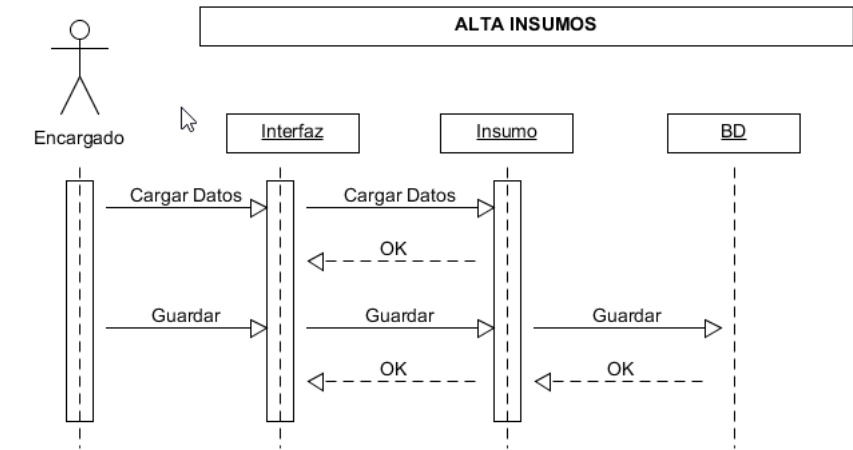 ALTA INSUMOS
Encargado
Interfaz
Insumo
BD
Cargar Datos
Cargar Datos
OK
Guardar
Guardar
Guardar
OK
OK